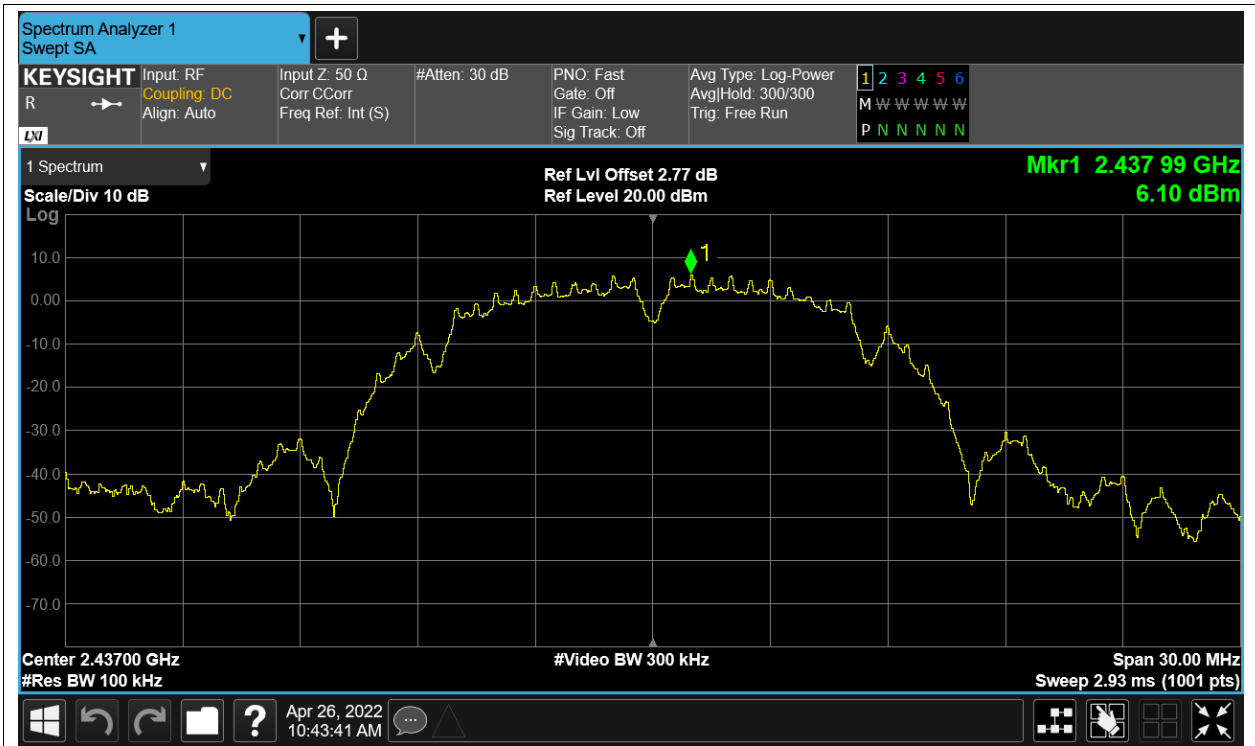 Spectrum Analyzer 1
Swept SA
+
KEYSIGHT
R
LXI
Input: RF
Coupling: DC
Align: Auto
Input Z: 50 Ω
Corr CCorr
Freq Ref: Int (S)
#Atten: 30 dB
PNO: Fast
Gate: Off
IF Gain: Low
Sig Track: Off
Avg Type: Log-Power
Avg|Hold: 300/300
Trig: Free Run
1 2 3 4 5 6
M W W W W W
P N N N N N
1 Spectrum
Scale/Div 10 dB
Ref Lvl Offset 2.77 dB
Ref Level 20.00 dBm
Mkr1 2.437 99 GHz
6.10 dBm
Log
1
10.0
0.00
-10.0
-20.0
-30.0
-40.0
-50.0
-60.0
-70.0
Center 2.43700 GHz
#Video BW 300 kHz
Span 30.00 MHz
#Res BW 100 kHz
Sweep 2.93 ms (1001 pts)
?
Apr 26, 2022
10:43:41 AM